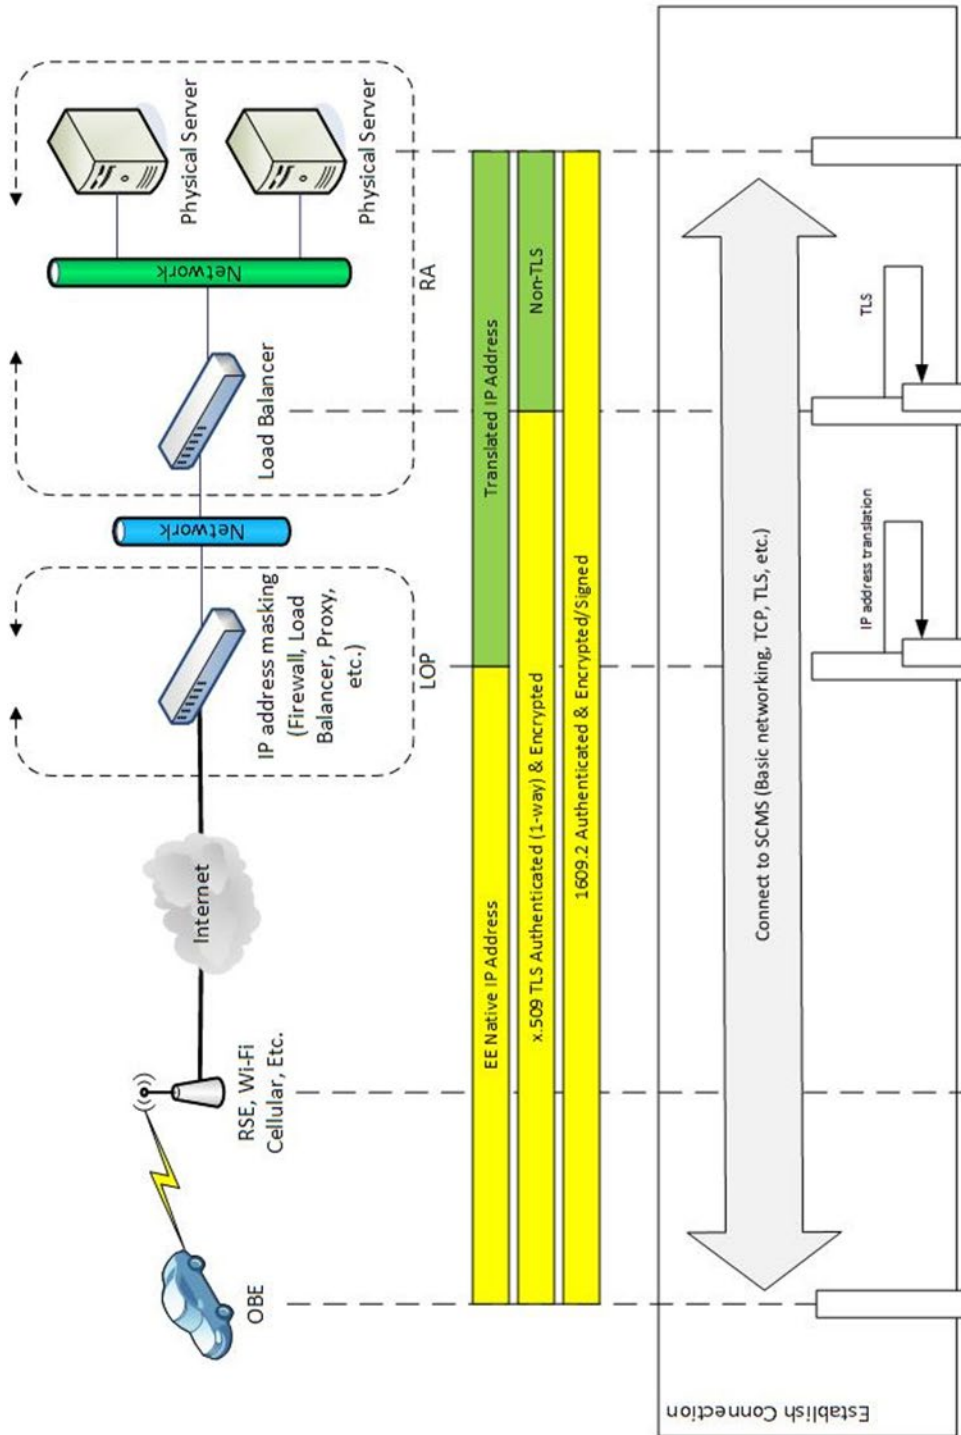 OBE
RSE, Wi-Fi
Cellular, Etc.
Internet
IP address masking
(Firewall, Load
Balancer, Proxy,
etc.)
LOP
Network
Load Balancer
Network
RA
Physical Server
Physical Server
EE Native IP Address
Translated IP Address
x.509 TLS Authenticated (1-way) & Encrypted
Non-TLS
1609.2 Authenticated & Encrypted/Signed
Establish Connection
Connect to SCMS (Basic networking, TCP, TLS, etc.)
IP address translation
TLS